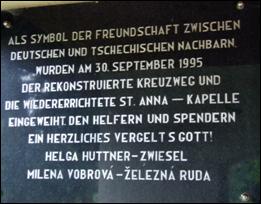 ALS SYMBOL DER FREUNDSCHAFT ZWISCHEN
DEUTSCHEN UND TSCHECHISCHEN NACHBARN.
WURDEN AM 30. SEPTEMBER 1995
DER REKONSTRUIERTE KREUZWEG UND
DIE WIEDERERRICHTETE ST. ANNA – KAPELLE
EINGEWEIHT. DEN HELFERN UND SPENDERN
EIN HERZLICHES VERGELT S GOTT!
HELGA HUTTNER–ZWIESEL
MILENA VOBROVÁ–ŽELEZNÁ RUDA